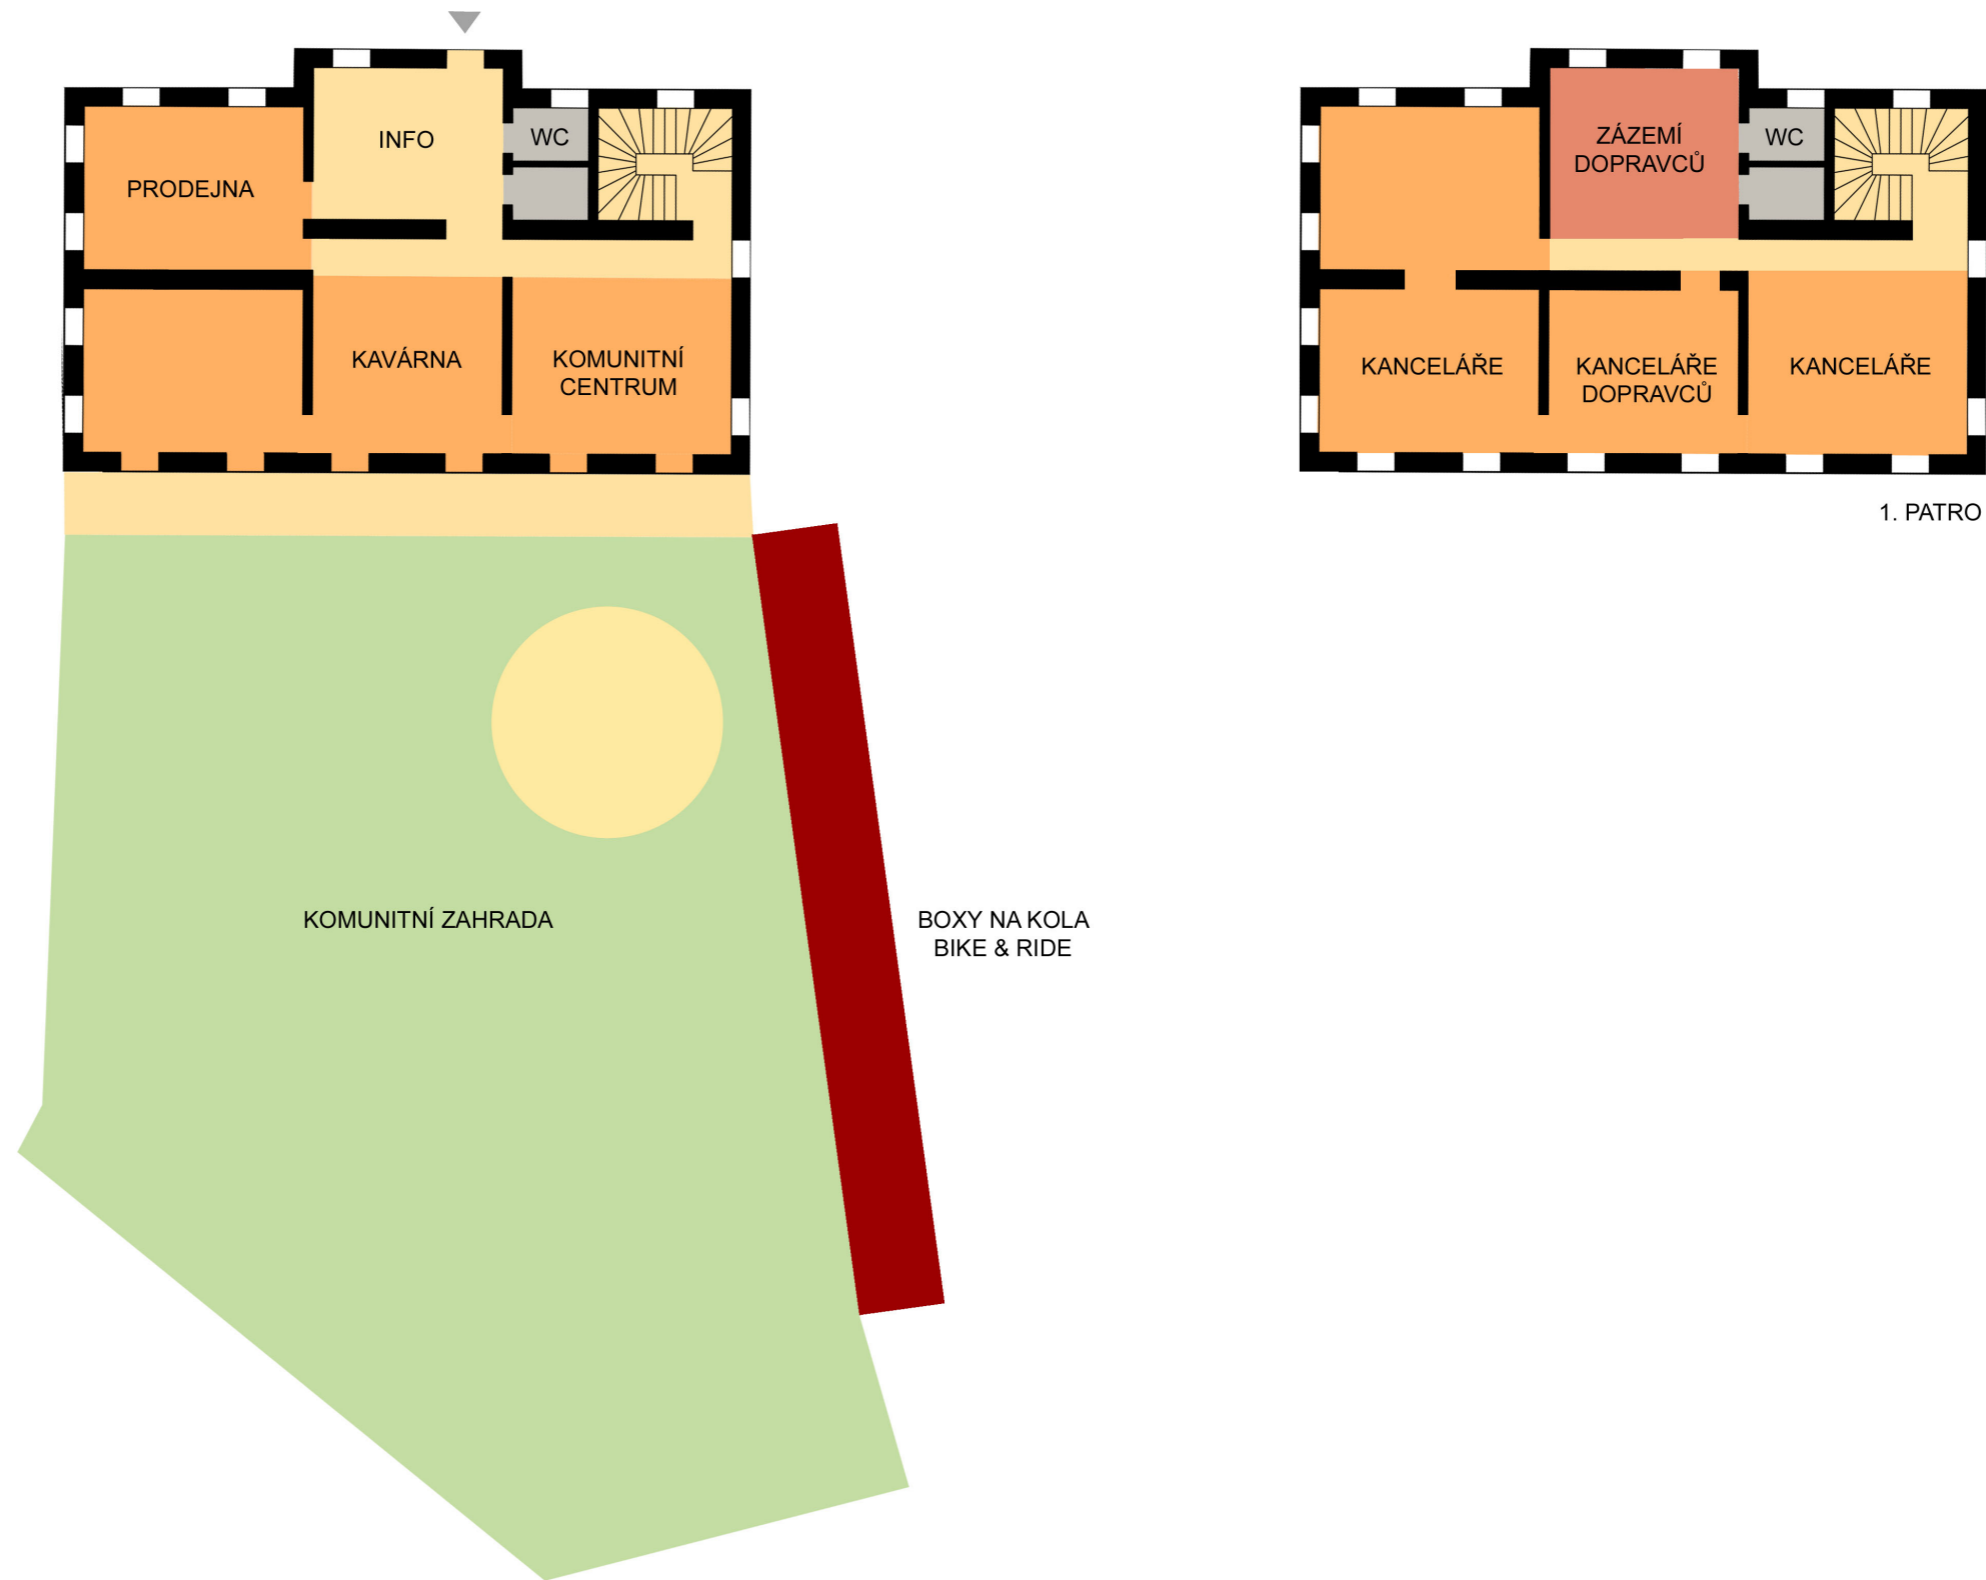 INFO
WC
PRODEJNA
KAVÁRNA
KOMUNITNÍ
CENTRUM
KOMUNITNÍ ZAHRADA
BOXY NA KOLA
BIKE & RIDE
ZÁZEMÍ
DOPRAVCŮ
WC
KANCELÁŘE
KANCELÁŘE
DOPRAVCŮ
KANCELÁŘE
1. PATRO